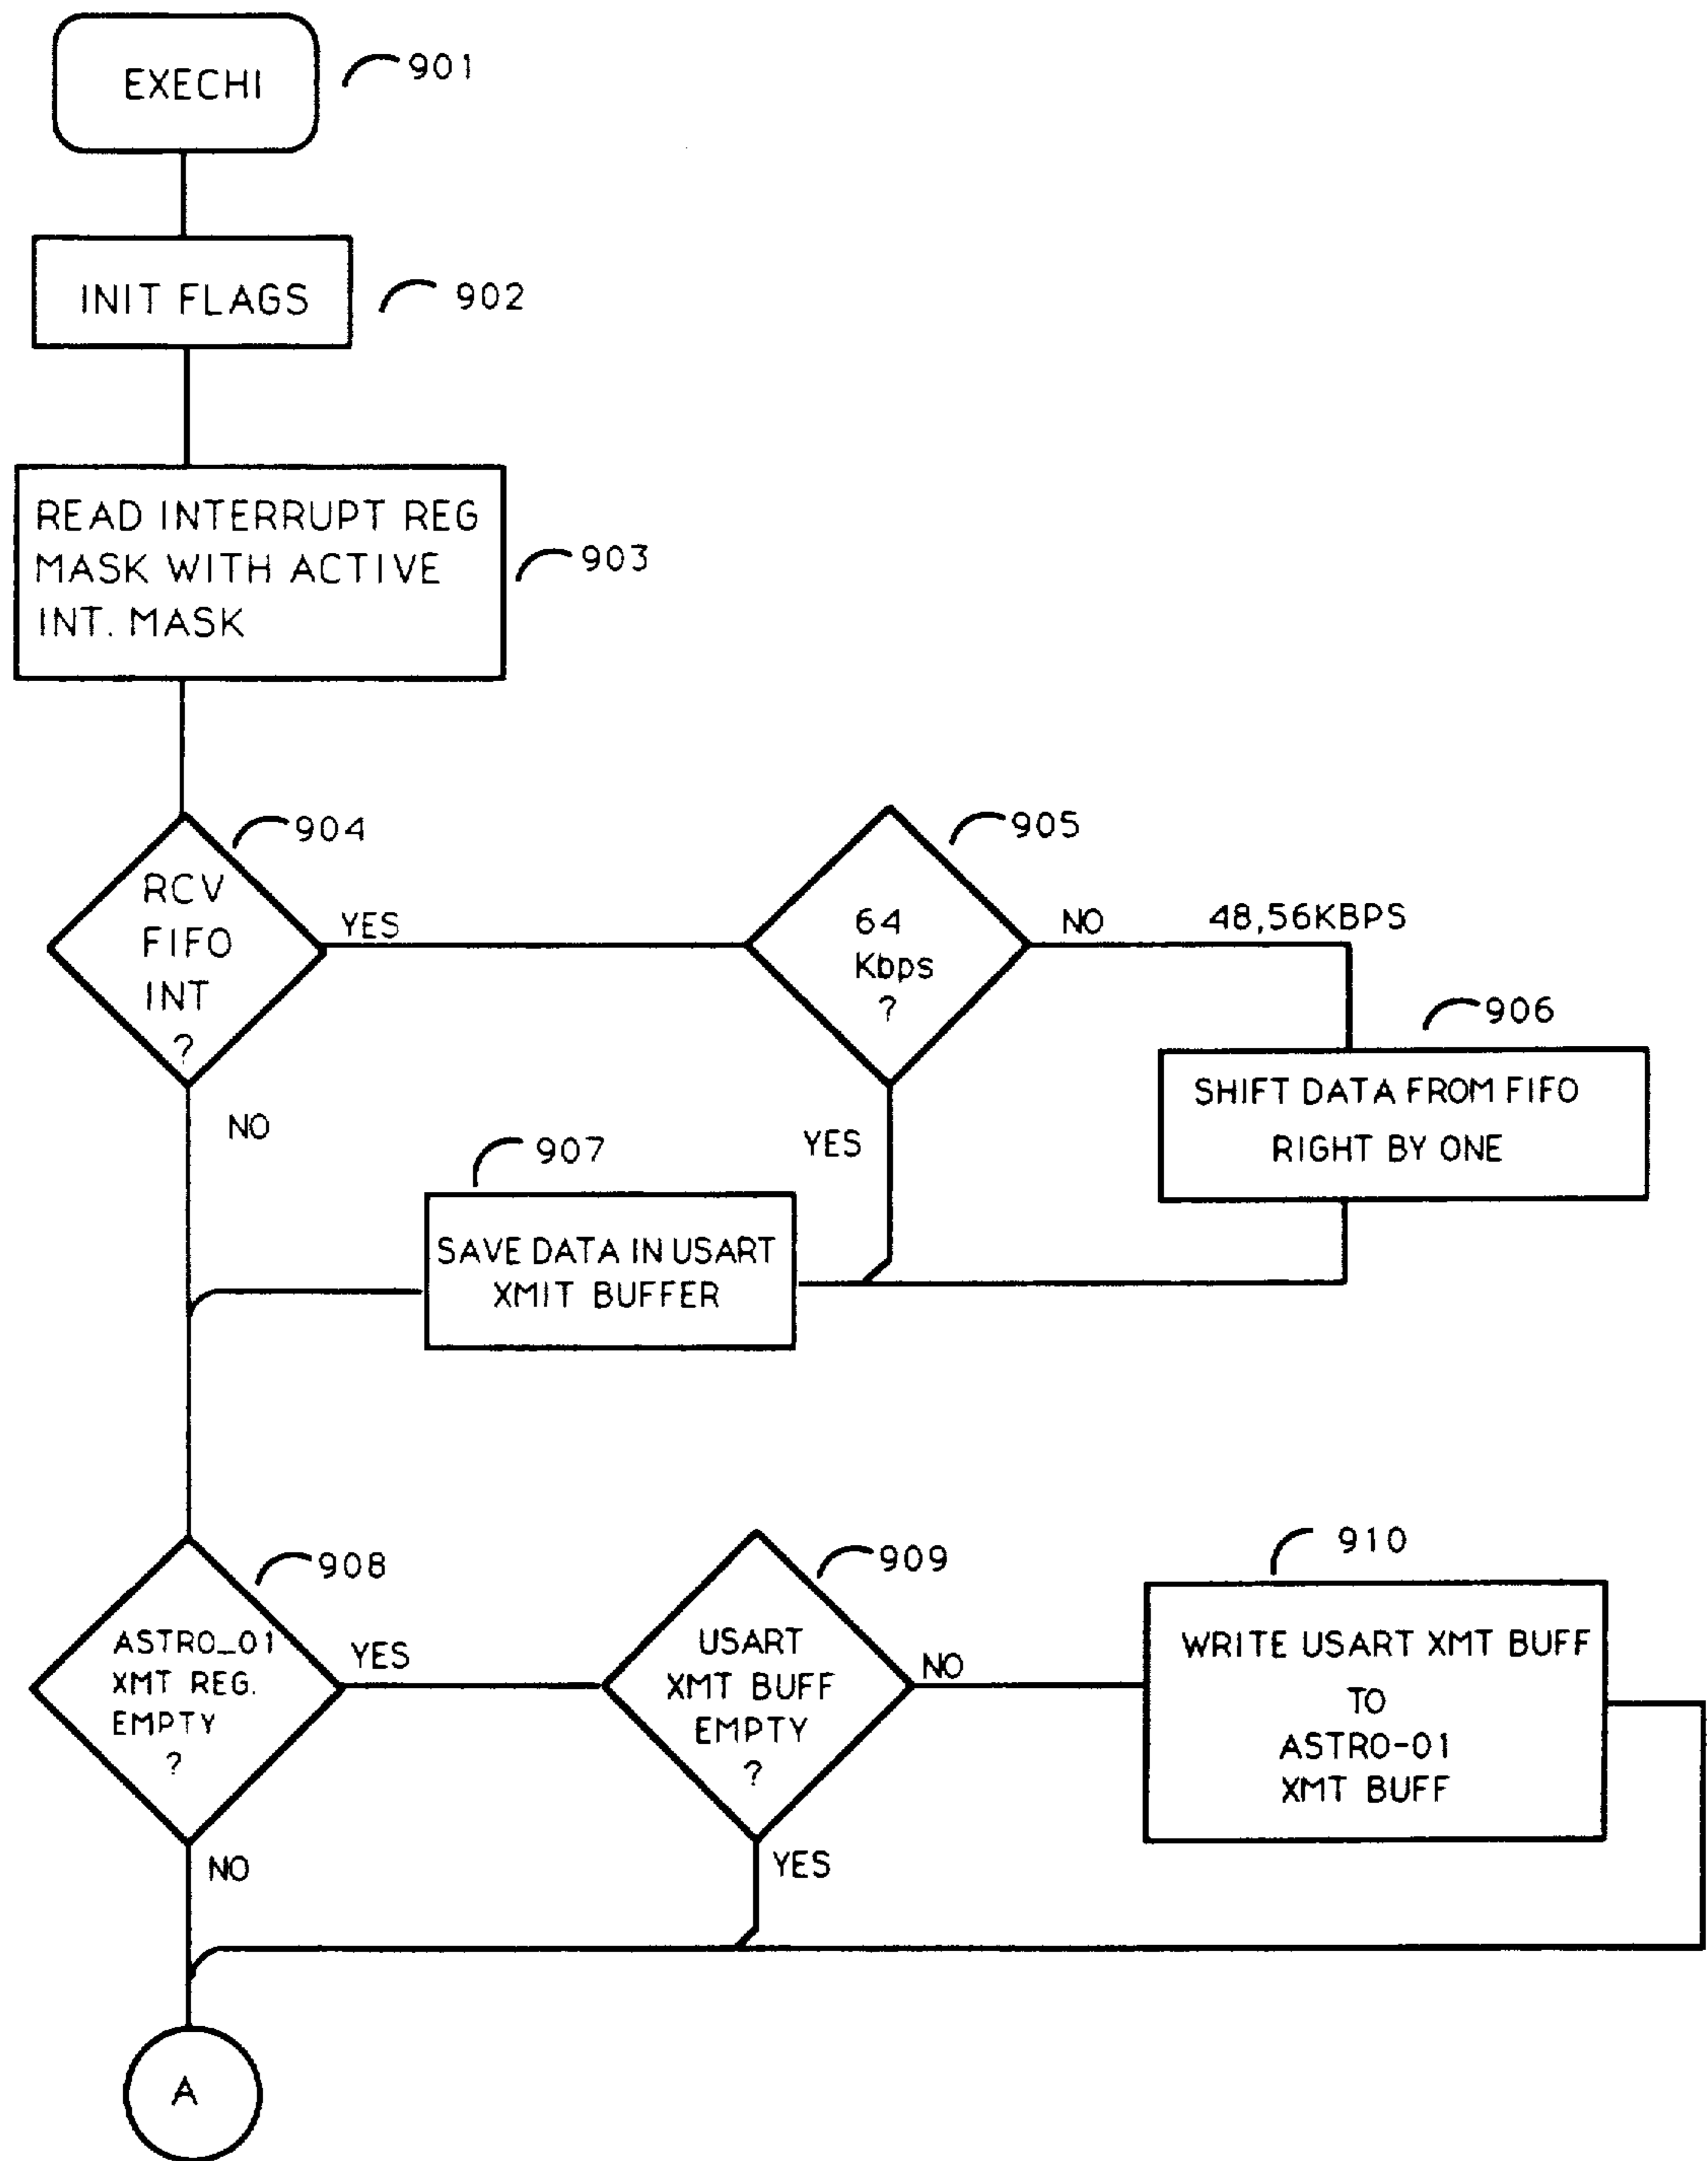 EXECHI
901
INIT FLAGS
902
READ INTERRUPT REG
MASK WITH ACTIVE
INT. MASK
903
904
RCV
FIFO
INT
?
YES
NO
905
64
Kbps
?
NO
48,56KBPS
YES
906
SHIFT DATA FROM FIFO
RIGHT BY ONE
907
SAVE DATA IN USART
XMIT BUFFER
908
ASTRO_01
XMT REG.
EMPTY
?
YES
NO
909
USART
XMT BUFF
EMPTY
?
NO
YES
910
WRITE USART XMT BUFF
TO
ASTRO-01
XMT BUFF
A